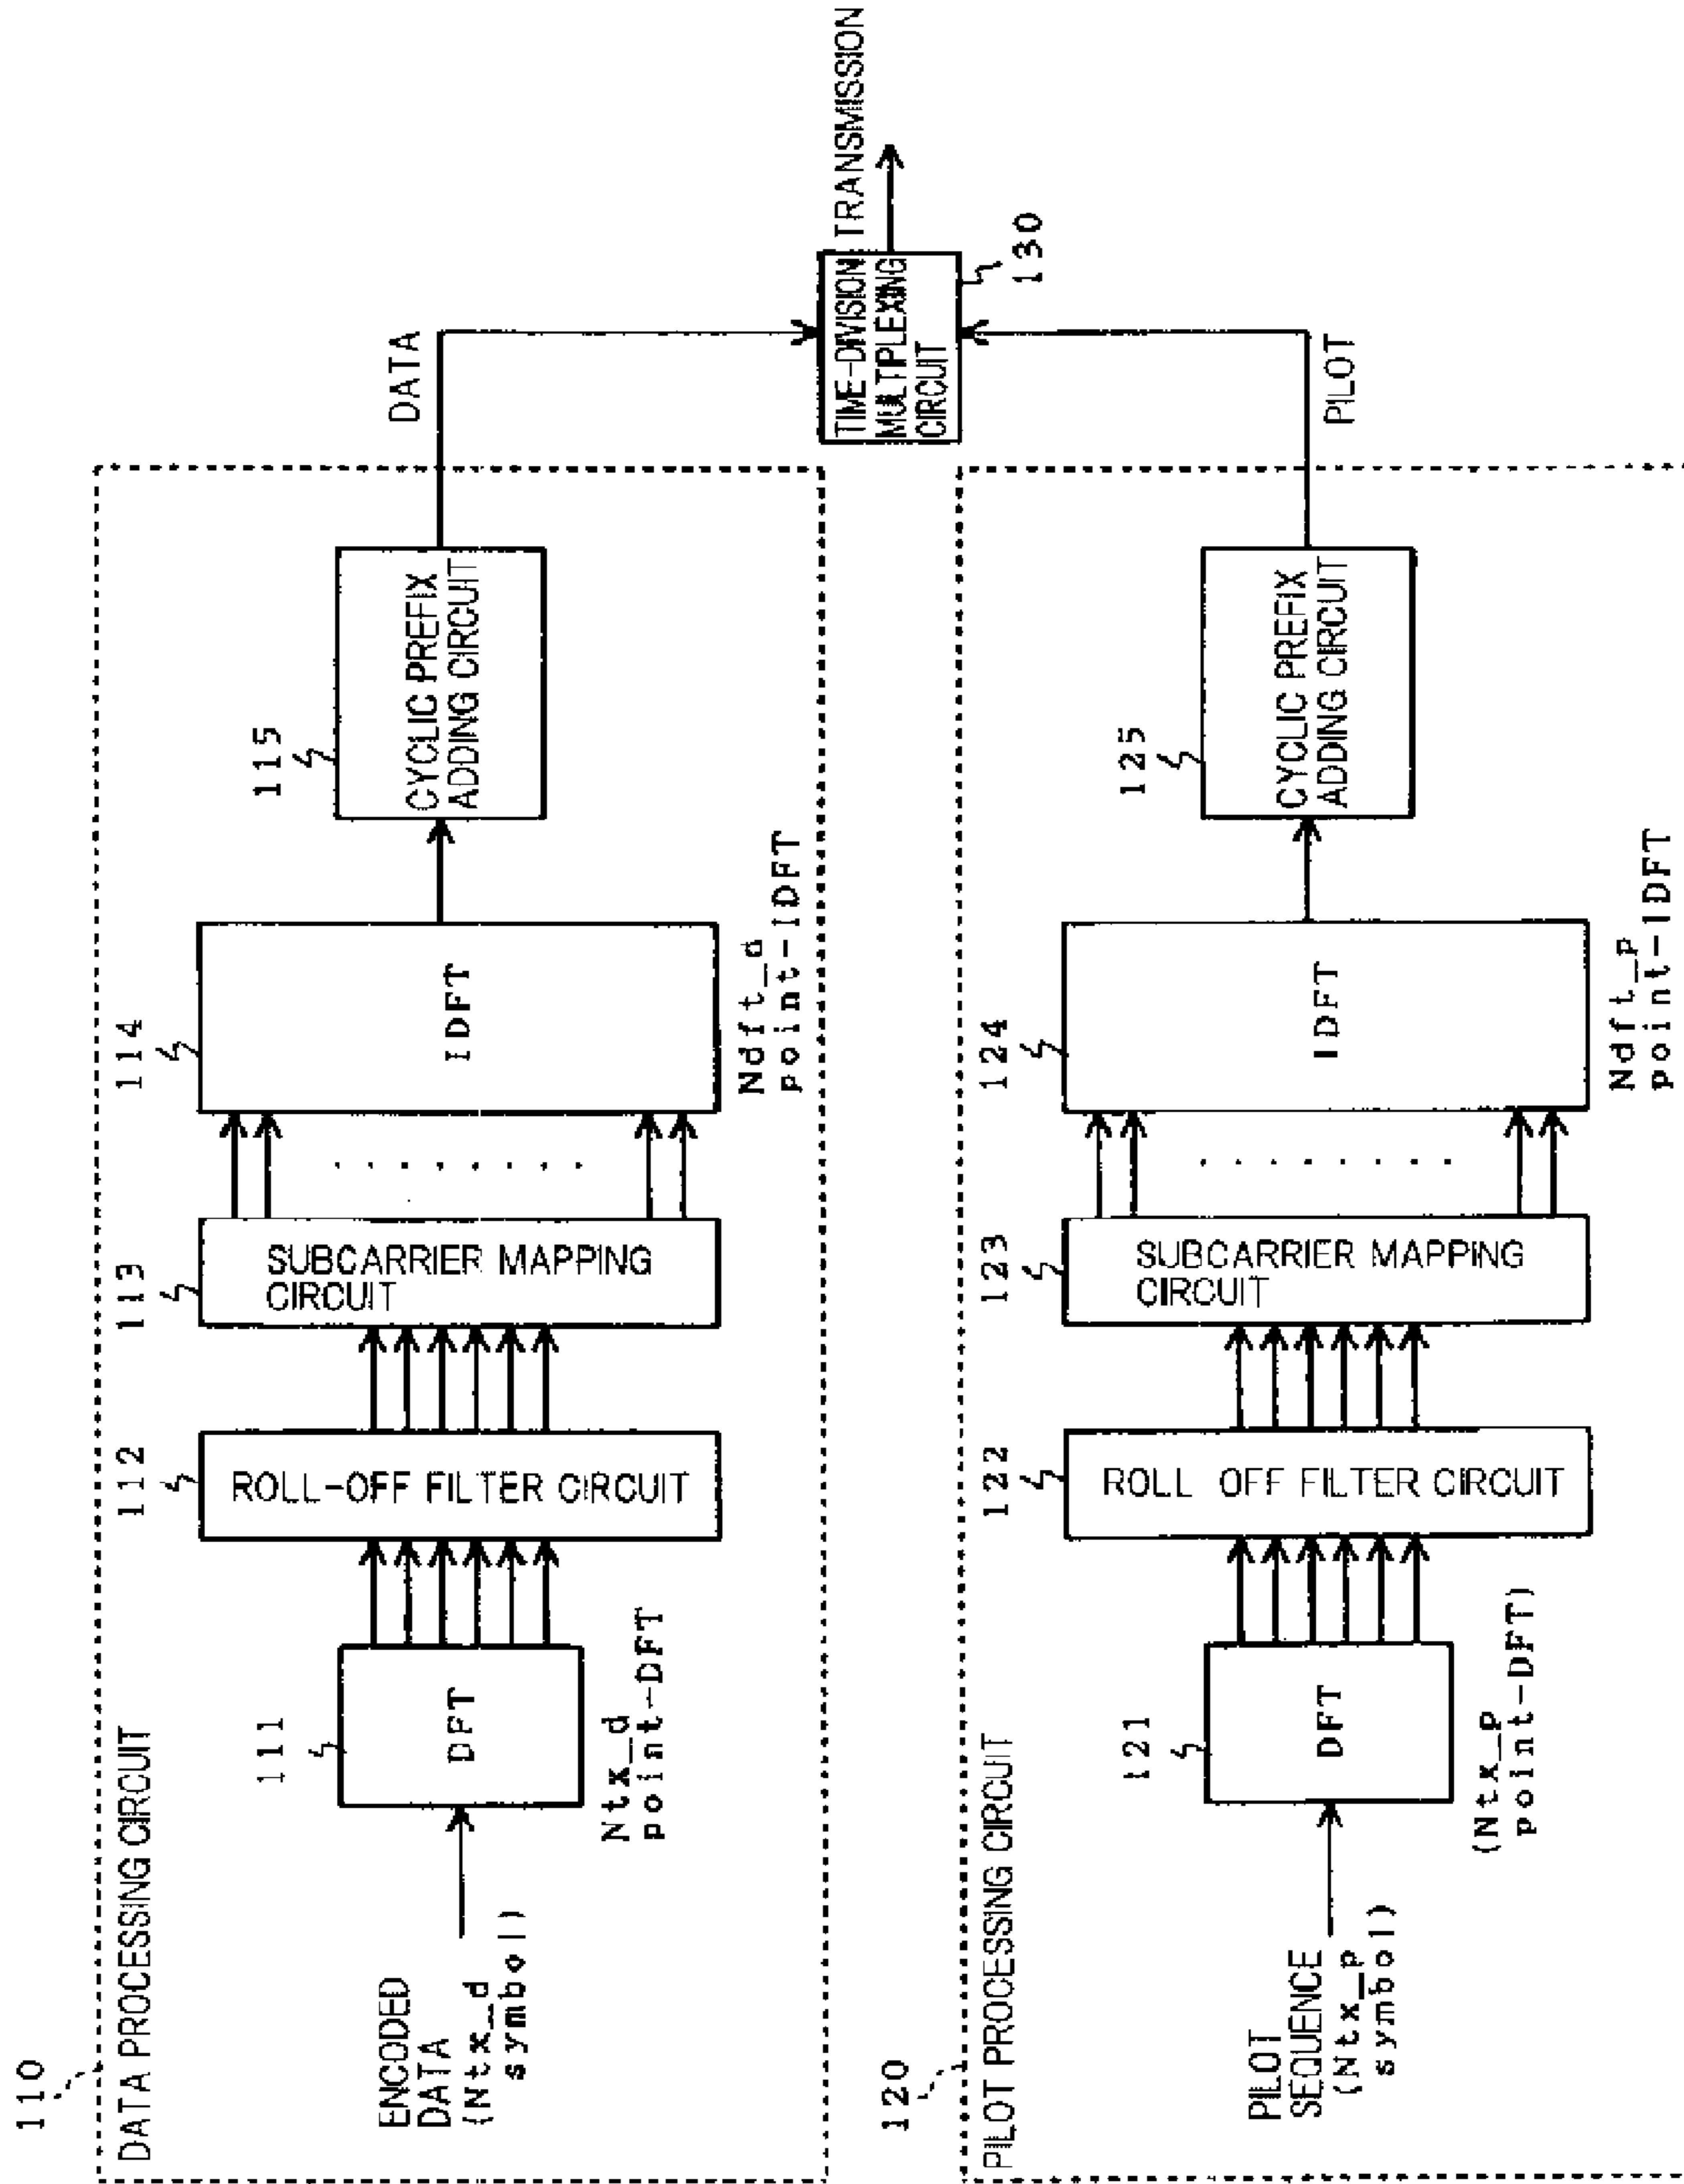 110
DATA PROCESSING CIRCUIT
ENCODED
DATA
(Ntx_d
symbol)
111
DFT
Ntx_d
point-DFT
112
ROLL-OFF FILTER CIRCUIT
113
SUBCARRIER MAPPING
CIRCUIT
114
IDFT
Ndft_d
point-IDFT
115
CYCLIC PREFIX
ADDING CIRCUIT
DATA
TIME-DIVISION
MULTIPLEXING
CIRCUIT
130
TRANSMISSION
120
PILOT PROCESSING CIRCUIT
PILOT
SEQUENCE
(Ntx_p
symbol)
121
DFT
(Ntx_p
point-DFT)
122
ROLL OFF FILTER CIRCUIT
123
SUBCARRIER MAPPING
CIRCUIT
124
IDFT
Ndft_p
point-IDFT
125
CYCLIC PREFIX
ADDING CIRCUIT
PILOT